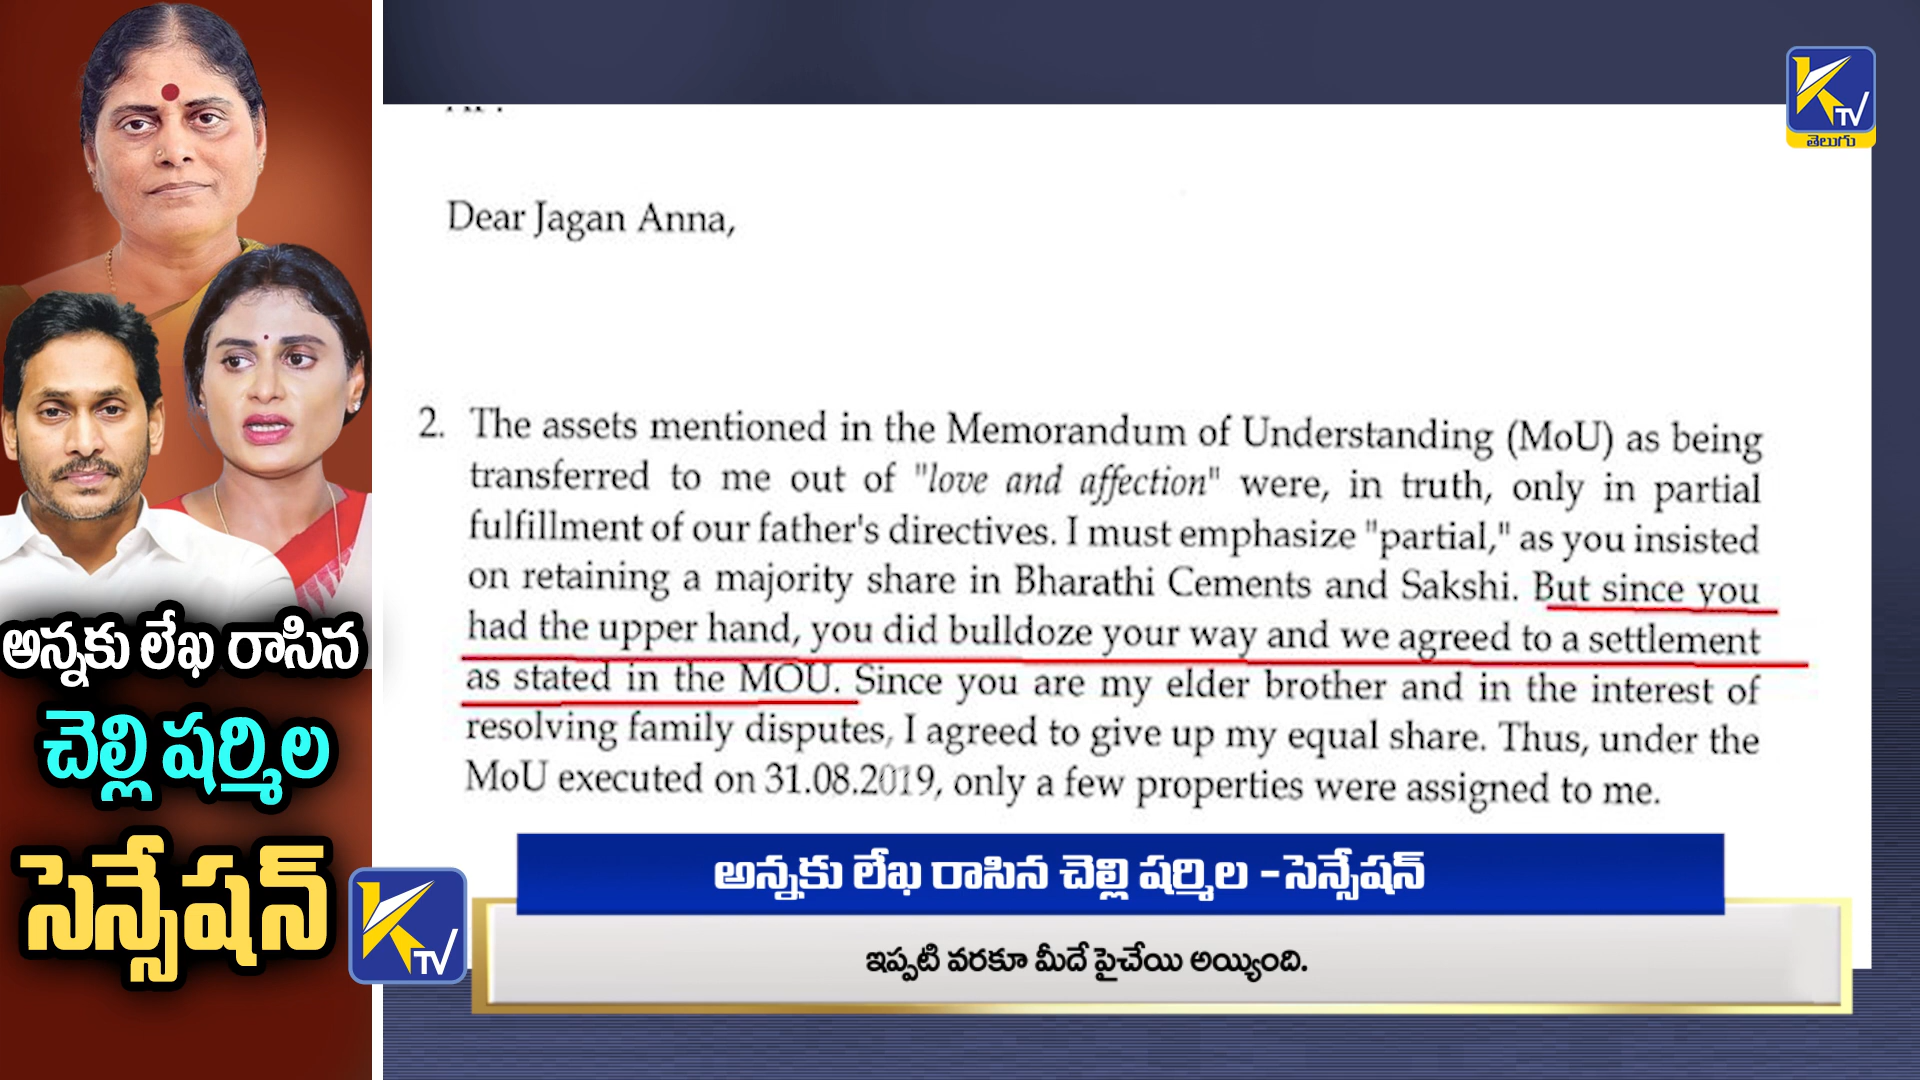 అన్నకు లేఖ రాసిన
చెల్లి షర్మిల
సెన్సేషన్
KTV
KTV
తెలుగు
Dear Jagan Anna,
2. The assets mentioned in the Memorandum of Understanding (MoU) as being
transferred to me out of "love and affection" were, in truth, only in partial
fulfillment of our father's directives. I must emphasize "partial," as you insisted
on retaining a majority share in Bharathi Cements and Sakshi. But since you
had the upper hand, you did bulldoze your way and we agreed to a settlement
as stated in the MOU. Since you are my elder brother and in the interest of
resolving family disputes, I agreed to give up my equal share. Thus, under the
MoU executed on 31.08.2019, only a few properties were assigned to me.
అన్నకు లేఖ రాసిన చెల్లి షర్మిల - సెన్సేషన్
ఇప్పటి వరకూ మీదే పైచేయి అయ్యింది.